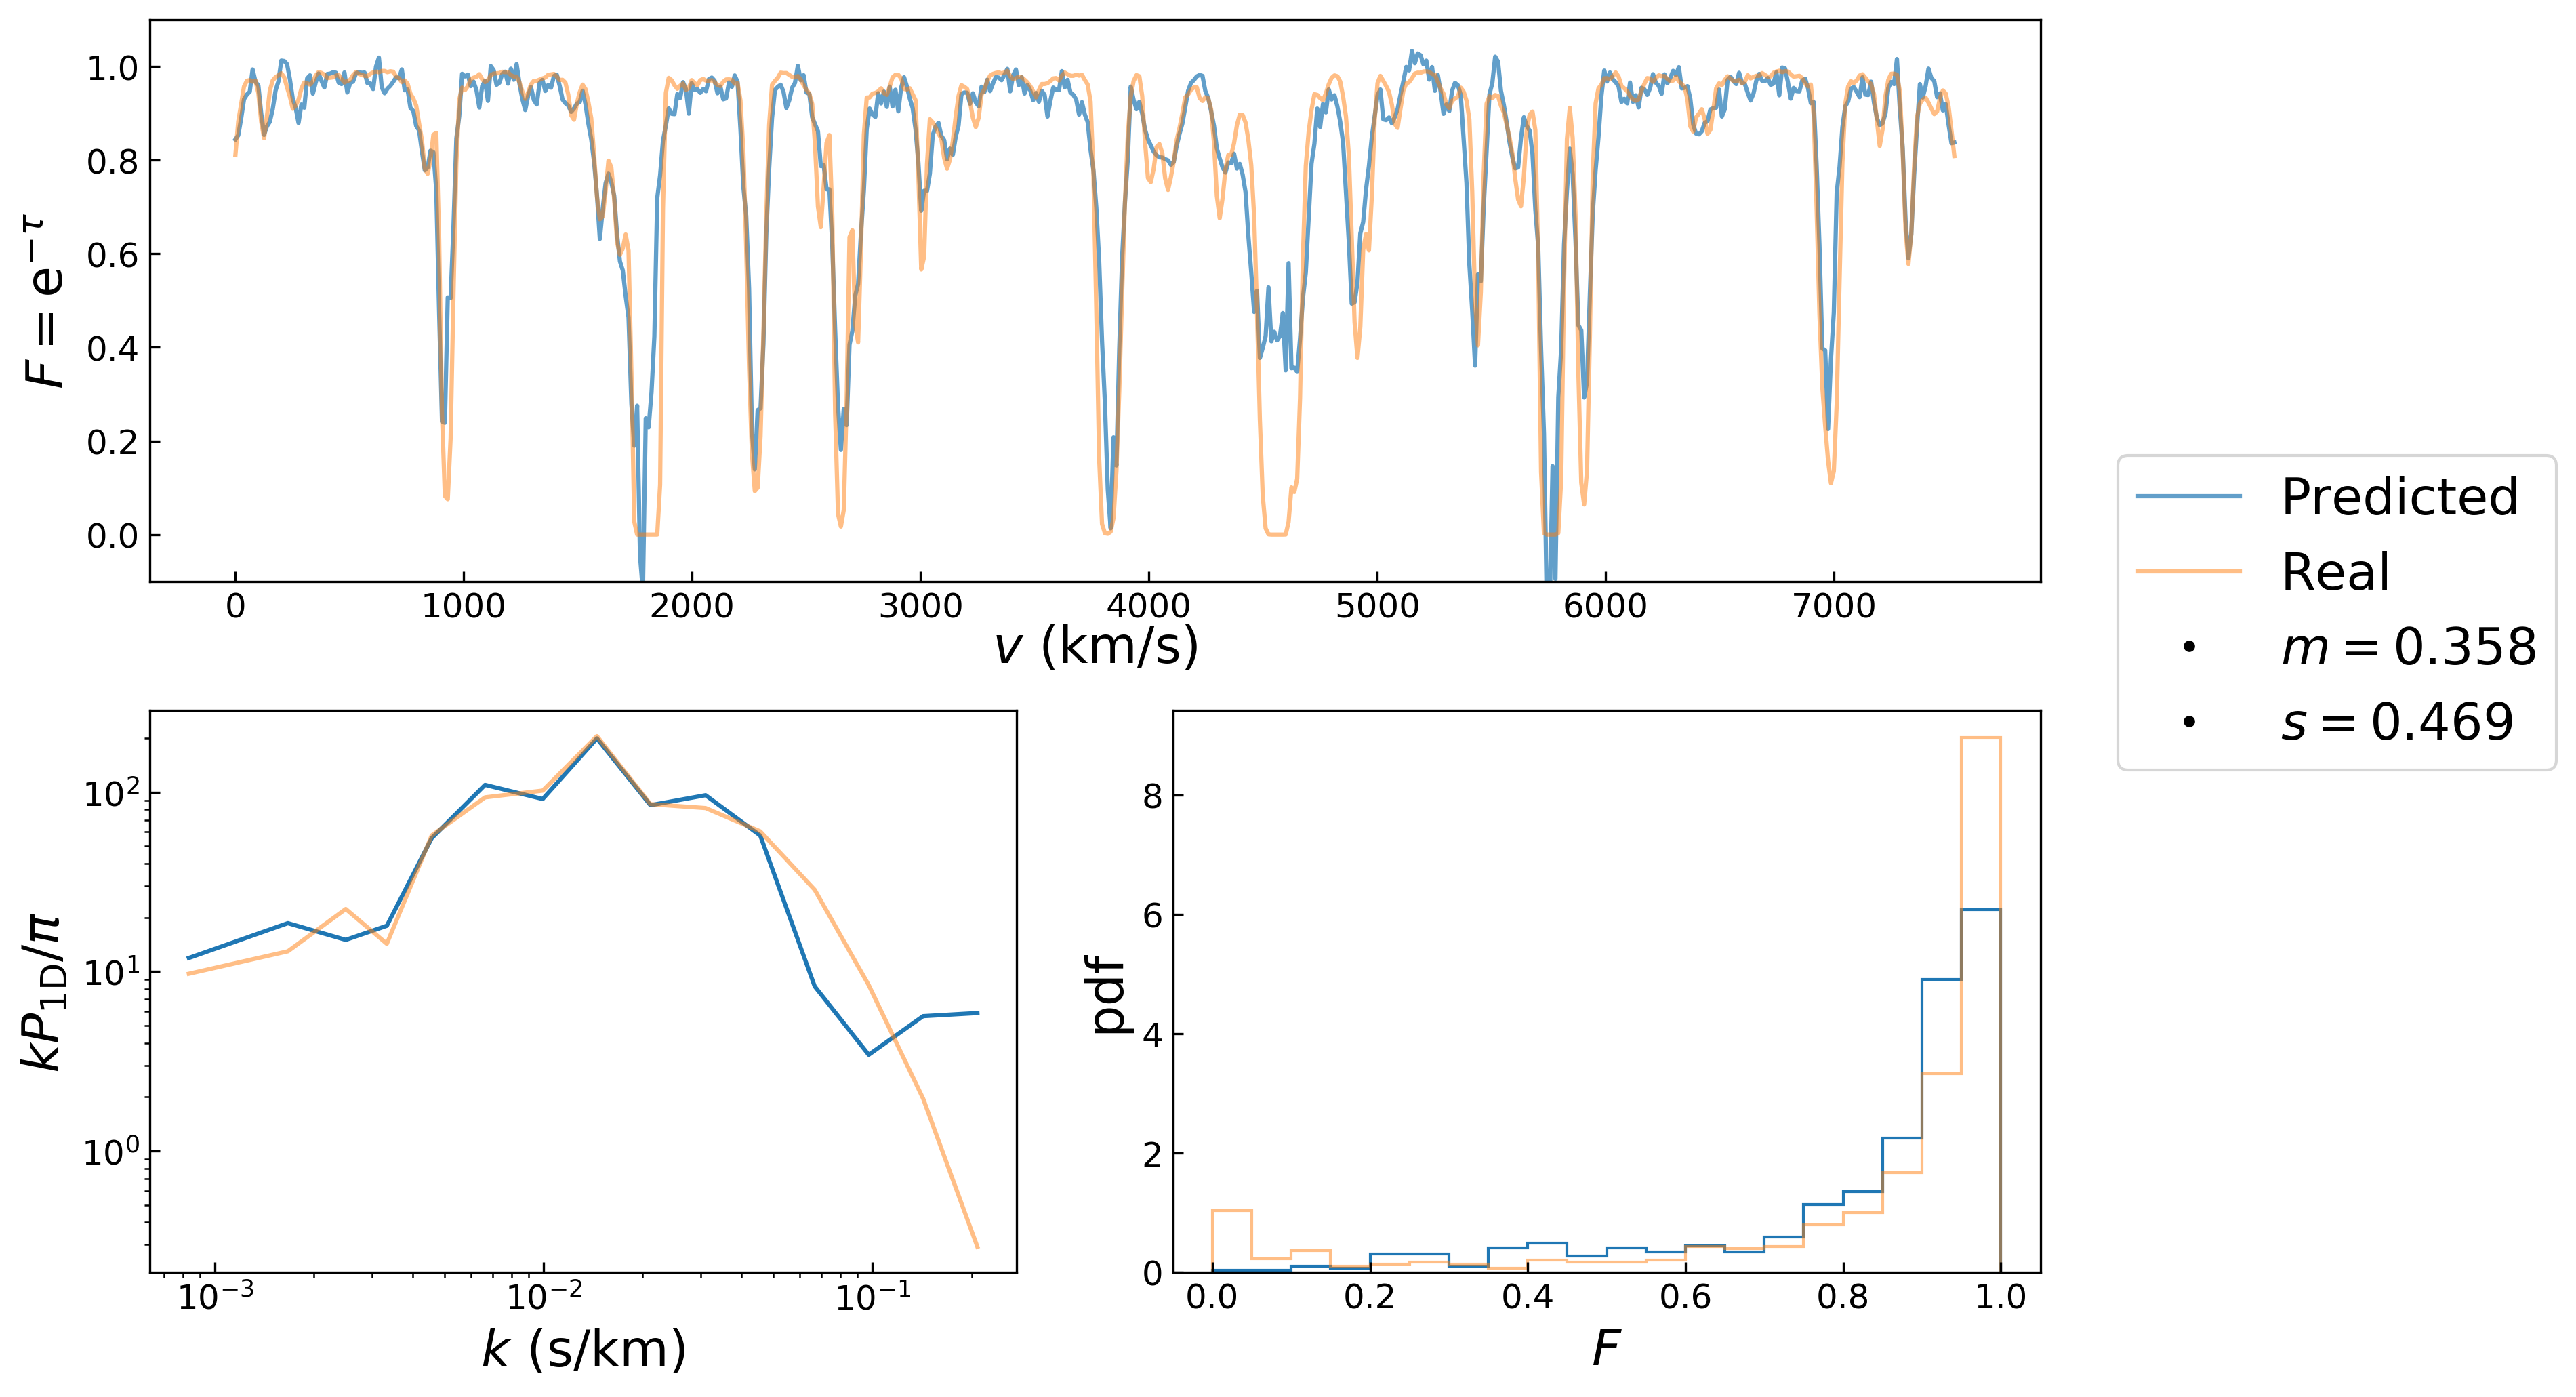 F = e^{−τ}
1.0
0.8
0.6
0.4
0.2
0.0
0 1000 2000 3000 4000 5000 6000 7000
v (km/s)
Predicted
Real
m = 0.358
s = 0.469
kP_{1D}/π
10^2
10^1
10^0
10^{−3} 10^{−2} 10^{−1}
k (s/km)
pdf
8
6
4
2
0
0.0 0.2 0.4 0.6 0.8 1.0
F